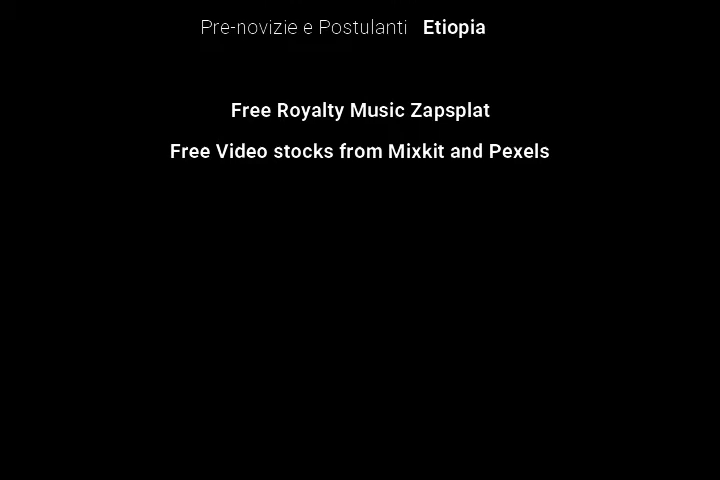 Pre-novizie e Postulanti Etiopia
Free Royalty Music Zapsplat
Free Video stocks from Mixkit and Pexels